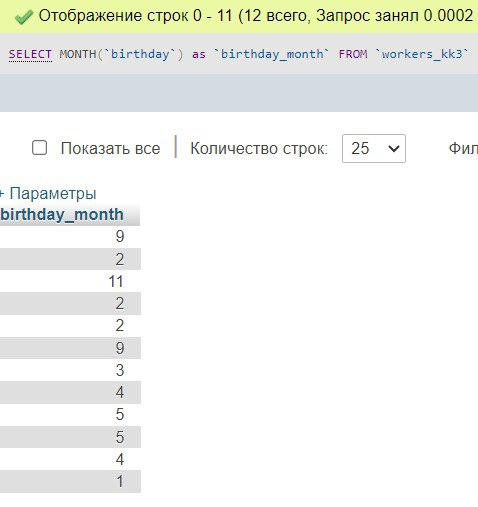 Отображение строк 0 - 11 (12 всего, Запрос занял 0.0002
SELECT MONTH(`birthday`) as `birthday_month` FROM `workers_kk3`
Показать все Количество строк: 25
+ Параметры
birthday_month
9
2
11
2
2
9
3
4
5
5
4
1